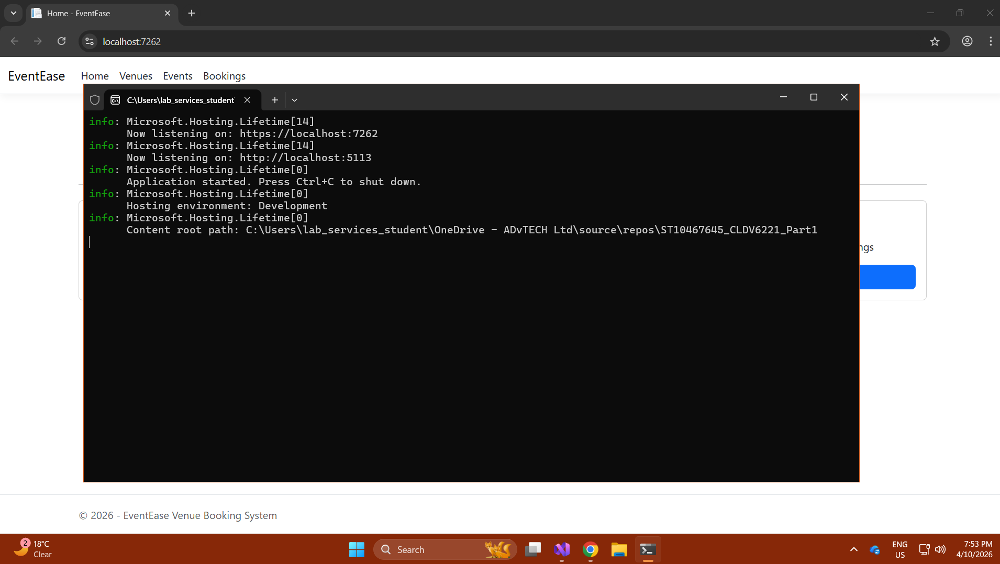 Home - EventEase
localhost:7262
EventEase Home Venues Events Bookings
C:\Users\lab_services_student
info: Microsoft.Hosting.Lifetime[14]
Now listening on: https://localhost:7262
info: Microsoft.Hosting.Lifetime[14]
Now listening on: http://localhost:5113
info: Microsoft.Hosting.Lifetime[0]
Application started. Press Ctrl+C to shut down.
info: Microsoft.Hosting.Lifetime[0]
Hosting environment: Development
info: Microsoft.Hosting.Lifetime[0]
Content root path: C:\Users\lab_services_student\OneDrive - ADvTECH Ltd\source\repos\ST10467645_CLDV6221_Part1
ngs
© 2026 - EventEase Venue Booking System
2
18°C
Clear
Search
ENG
US
7:53 PM
4/10/2026